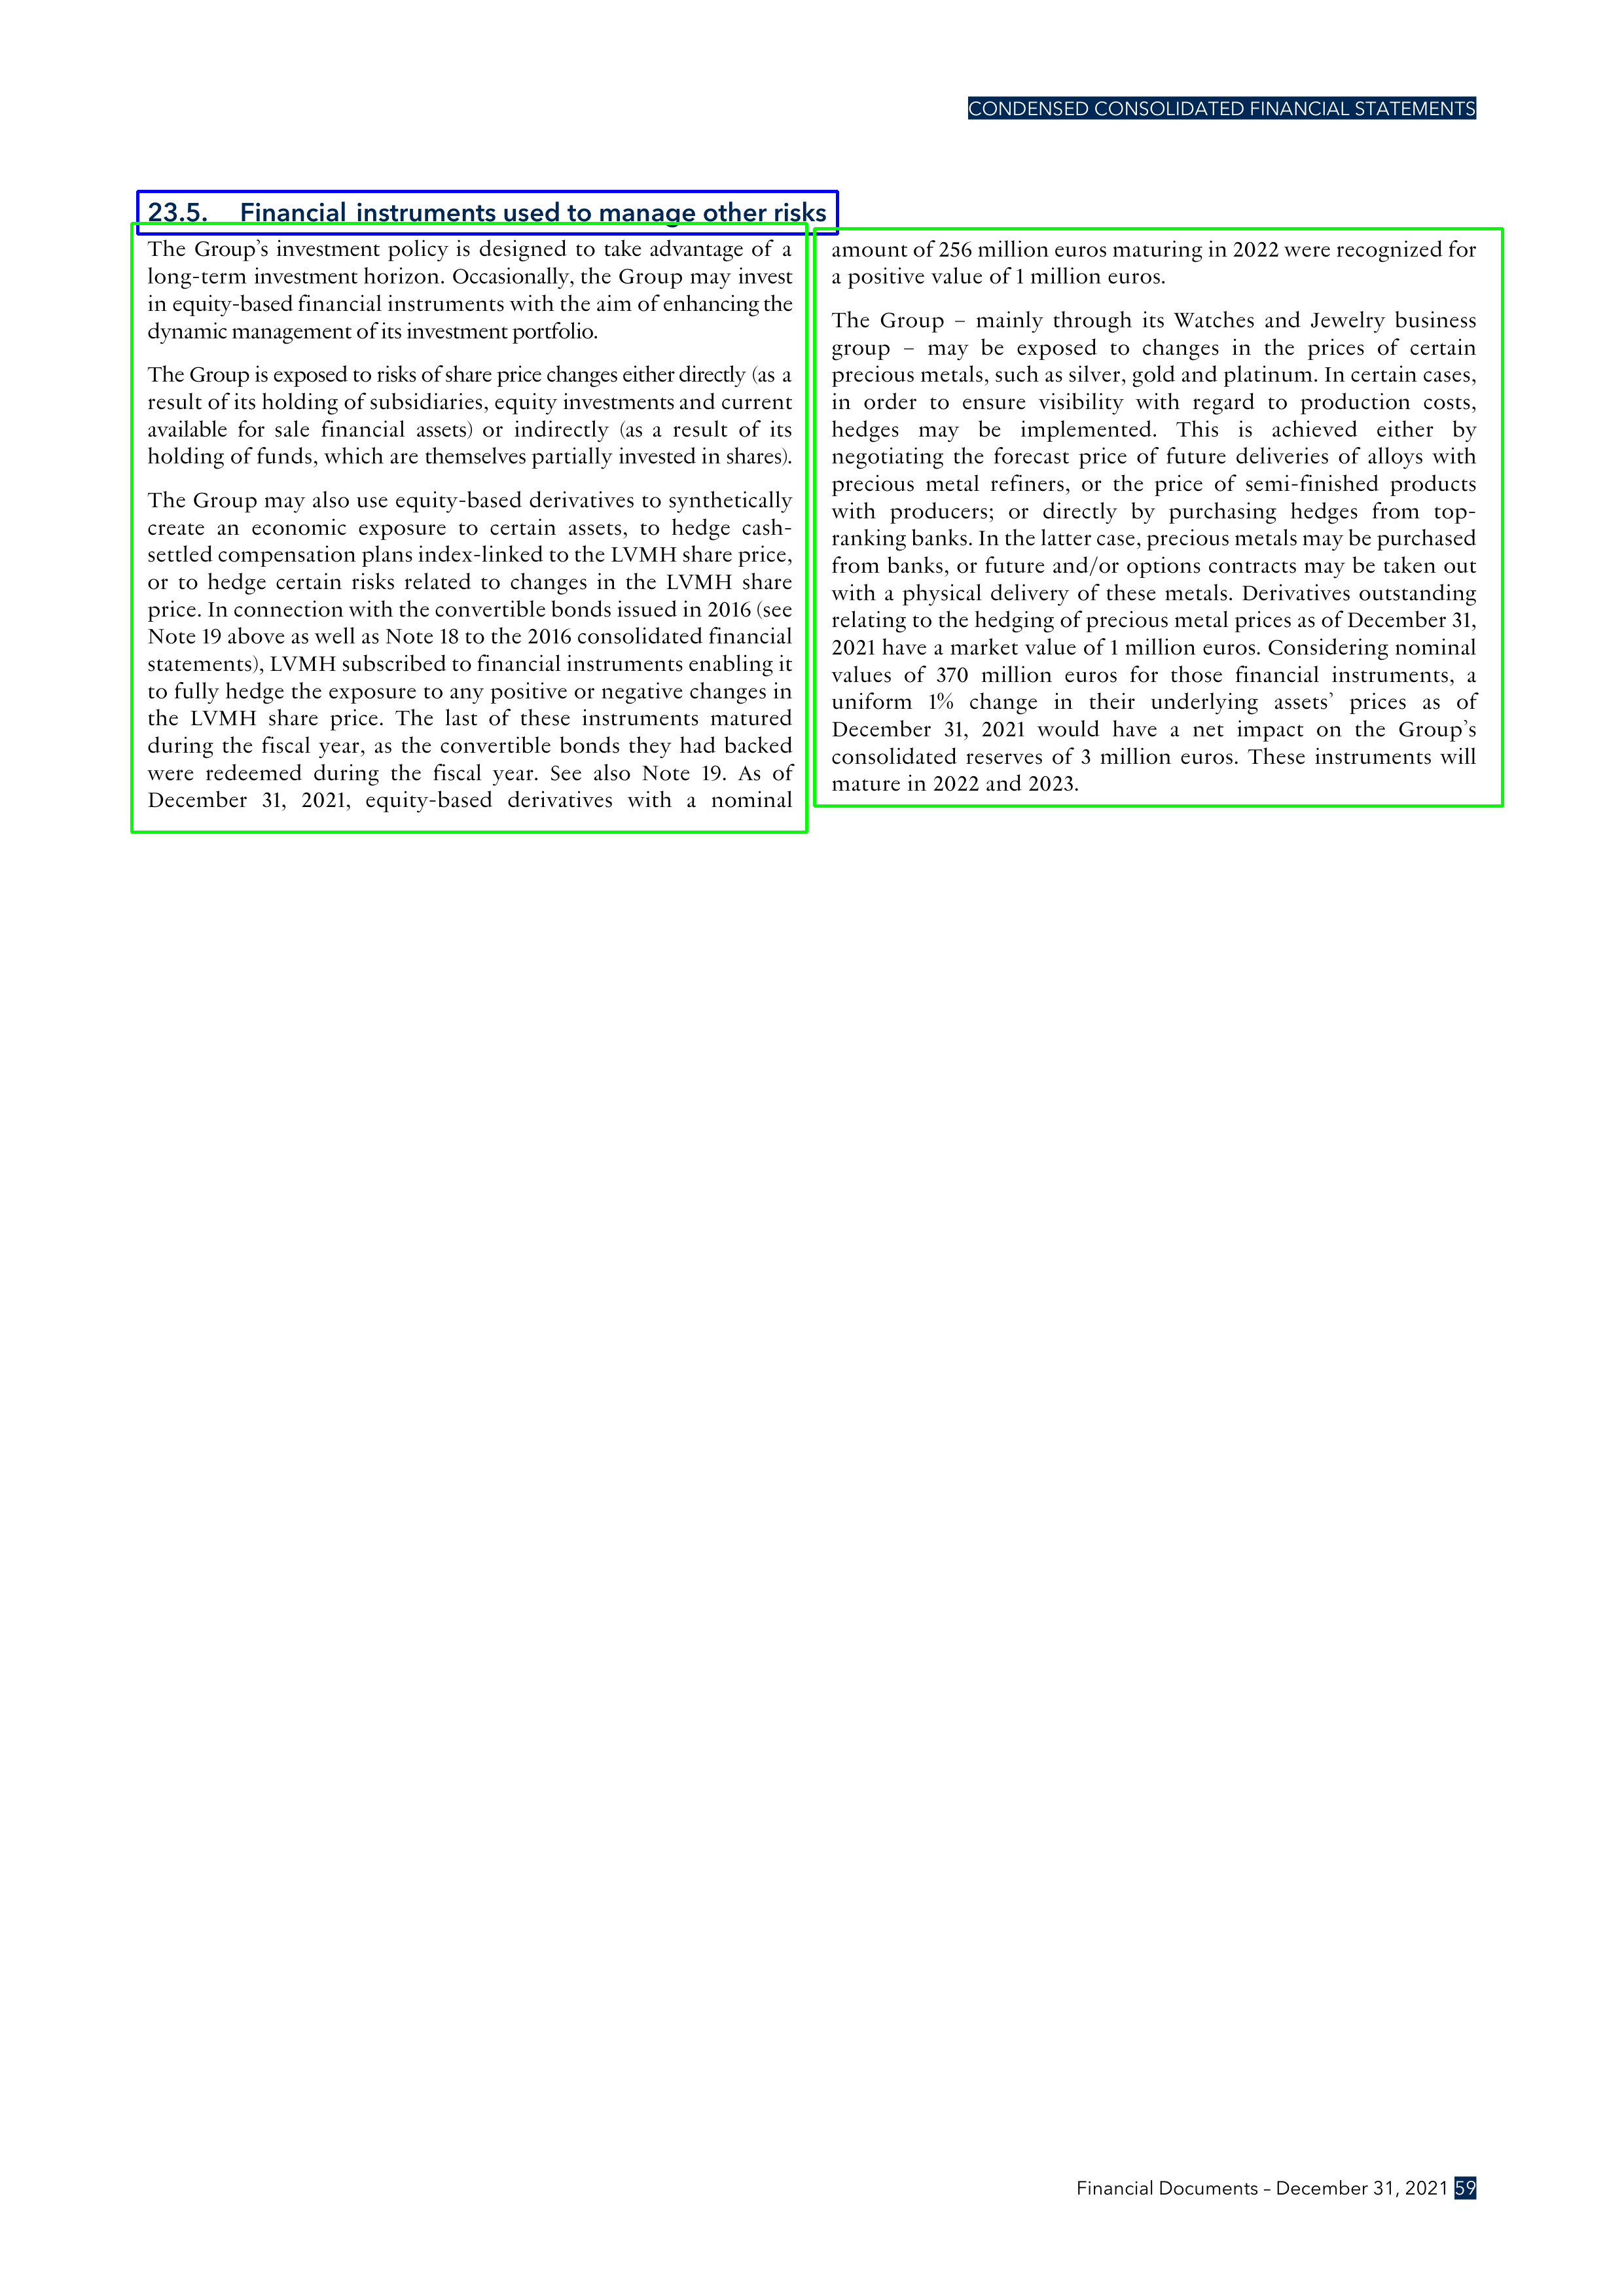 CONDENSED CONSOLIDATED FINANCIAL STATEMENTS
23.5. Financial instruments used to manage other risks
The Group’s investment policy is designed to take advantage of a
long-term investment horizon. Occasionally, the Group may invest
in equity-based financial instruments with the aim of enhancing the
dynamic management of its investment portfolio.
The Group is exposed to risks of share price changes either directly (as a
result of its holding of subsidiaries, equity investments and current
available for sale financial assets) or indirectly (as a result of its
holding of funds, which are themselves partially invested in shares).
The Group may also use equity-based derivatives to synthetically
create an economic exposure to certain assets, to hedge cash-
settled compensation plans index-linked to the LVMH share price,
or to hedge certain risks related to changes in the LVMH share
price. In connection with the convertible bonds issued in 2016 (see
Note 19 above as well as Note 18 to the 2016 consolidated financial
statements), LVMH subscribed to financial instruments enabling it
to fully hedge the exposure to any positive or negative changes in
the LVMH share price. The last of these instruments matured
during the fiscal year, as the convertible bonds they had backed
were redeemed during the fiscal year. See also Note 19. As of
December 31, 2021, equity-based derivatives with a nominal
amount of 256 million euros maturing in 2022 were recognized for
a positive value of 1 million euros.
The Group – mainly through its Watches and Jewelry business
group – may be exposed to changes in the prices of certain
precious metals, such as silver, gold and platinum. In certain cases,
in order to ensure visibility with regard to production costs,
hedges may be implemented. This is achieved either by
negotiating the forecast price of future deliveries of alloys with
precious metal refiners, or the price of semi-finished products
with producers; or directly by purchasing hedges from top-
ranking banks. In the latter case, precious metals may be purchased
from banks, or future and/or options contracts may be taken out
with a physical delivery of these metals. Derivatives outstanding
relating to the hedging of precious metal prices as of December 31,
2021 have a market value of 1 million euros. Considering nominal
values of 370 million euros for those financial instruments, a
uniform 1% change in their underlying assets’ prices as of
December 31, 2021 would have a net impact on the Group’s
consolidated reserves of 3 million euros. These instruments will
mature in 2022 and 2023.
Financial Documents – December 31, 2021 59